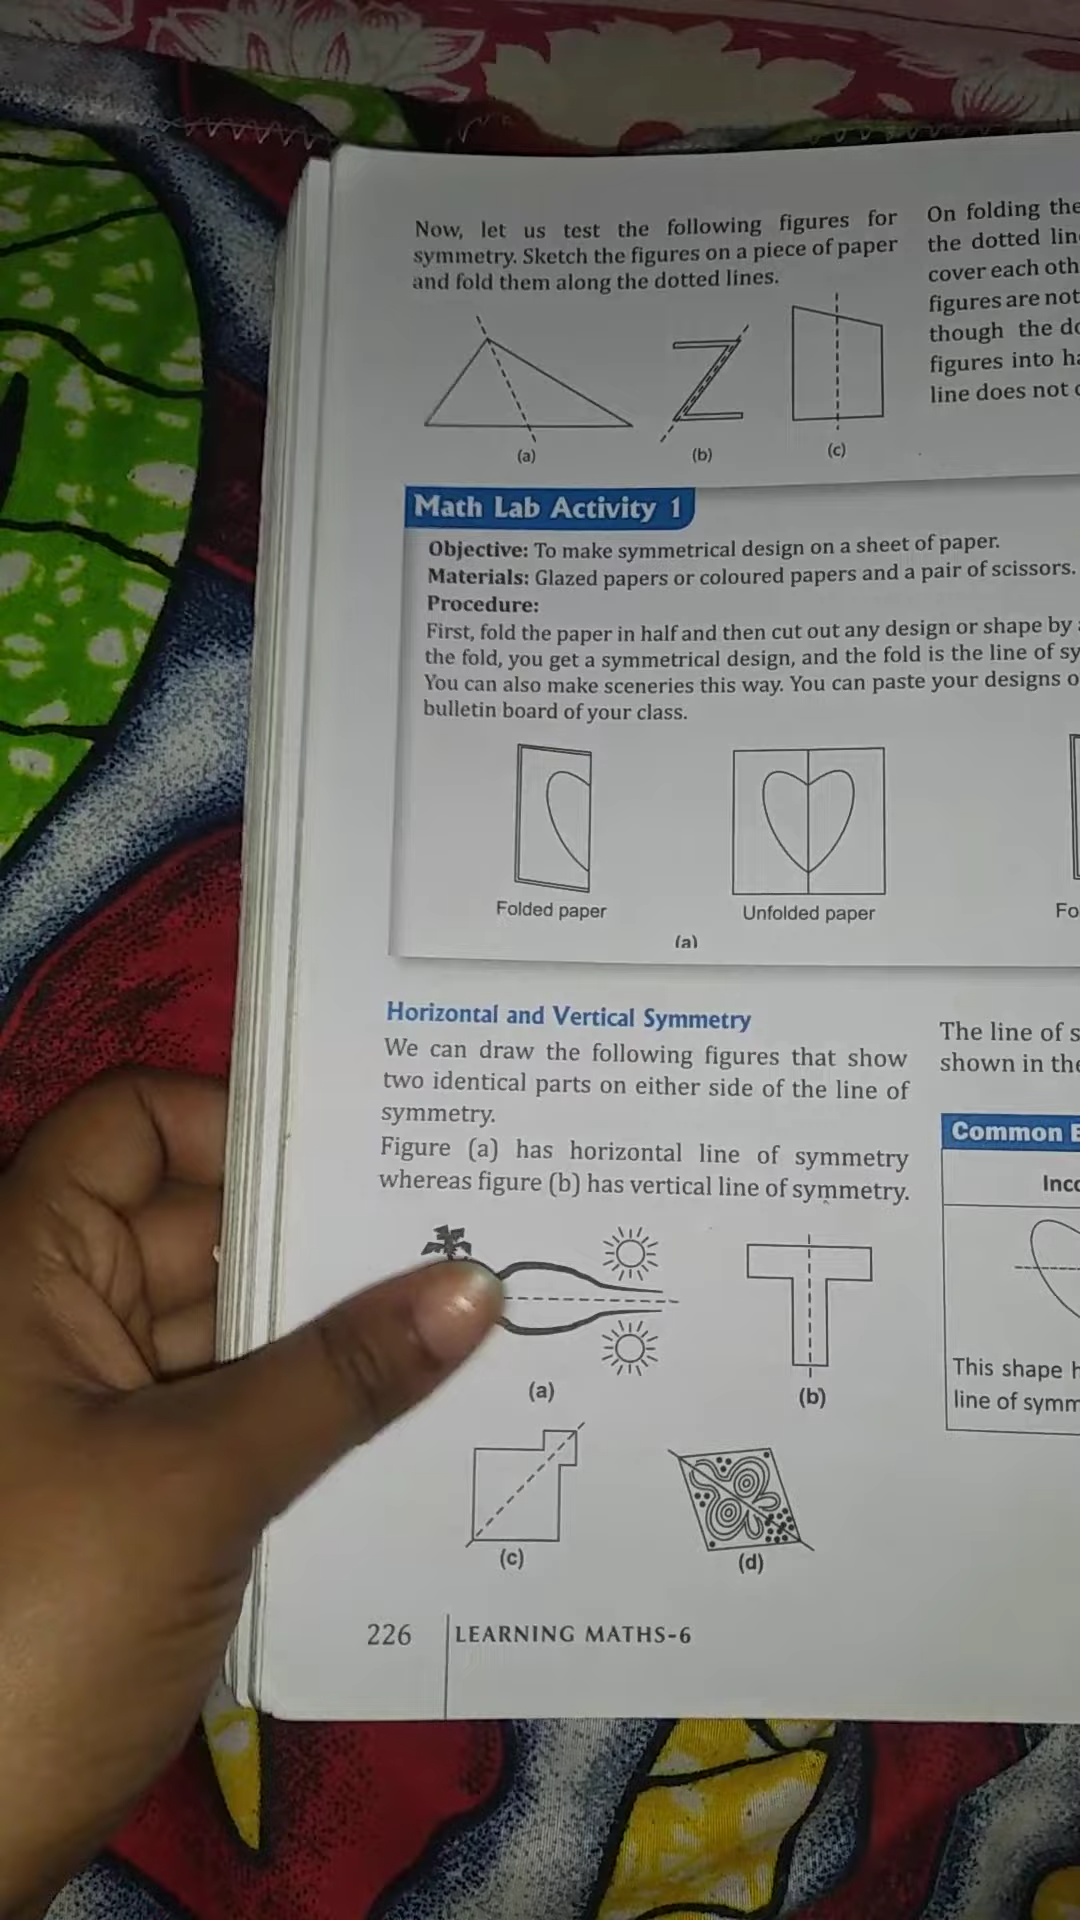 Now, let us test the following figures for
symmetry. Sketch the figures on a piece of paper
and fold them along the dotted lines.
(a)
(b)
(c)
On folding the
the dotted
cover each
figures are not
though the
figures into
line does not
Math Lab Activity 1
Objective: To make symmetrical design on a sheet of paper.
Materials: Glazed papers or coloured papers and a pair of scissors.
Procedure:
First, fold the paper in half and then cut out any design or shape by
the fold, you get a symmetrical design, and the fold is the line of
You can also make sceneries this way. You can paste your designs
bulletin board of your class.
Folded paper
Unfolded paper
(a)
Horizontal and Vertical Symmetry
We can draw the following figures that show
two identical parts on either side of the line of
symmetry.
Figure (a) has horizontal line of symmetry
whereas figure (b) has vertical line of symmetry.
(a)
(b)
(c)
(d)
The line of
shown in the
Common
This shape
line of
226
LEARNING MATHS-6